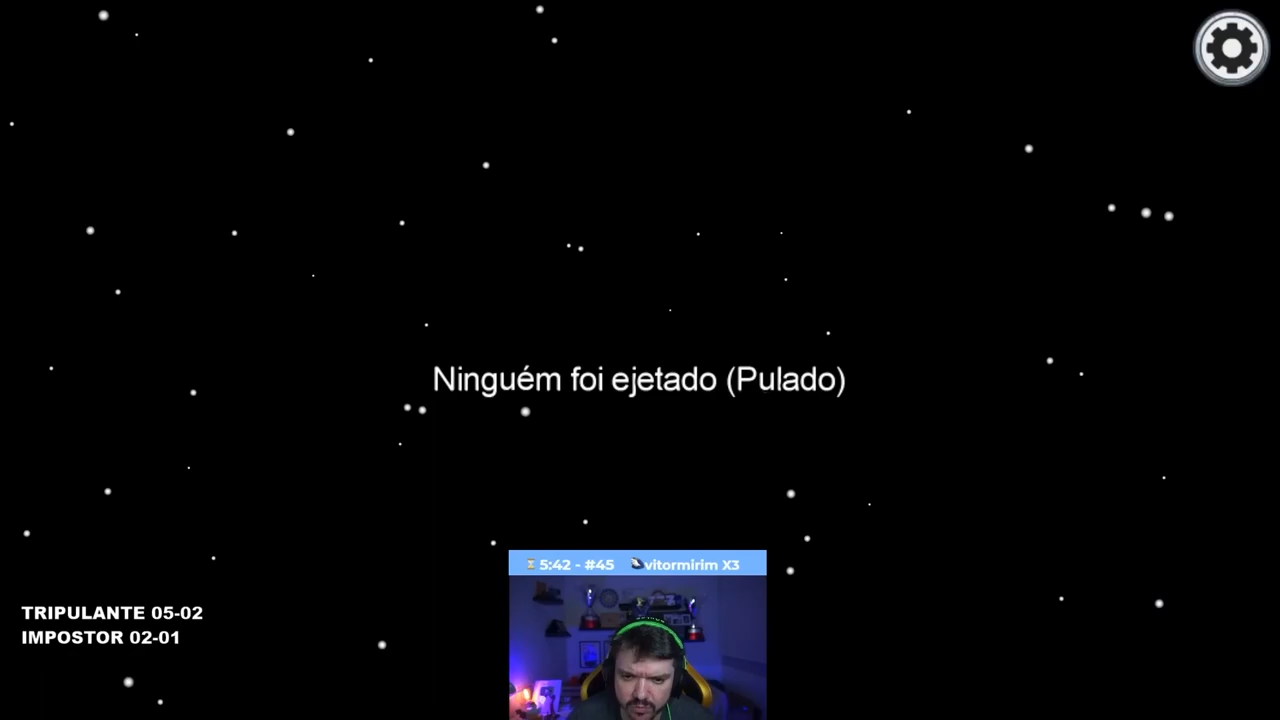 Ninguém foi ejetado (Pulado)
5:42 - #45 vitormirim X3
TRIPULANTE 05-02
IMPOSTOR 02-01